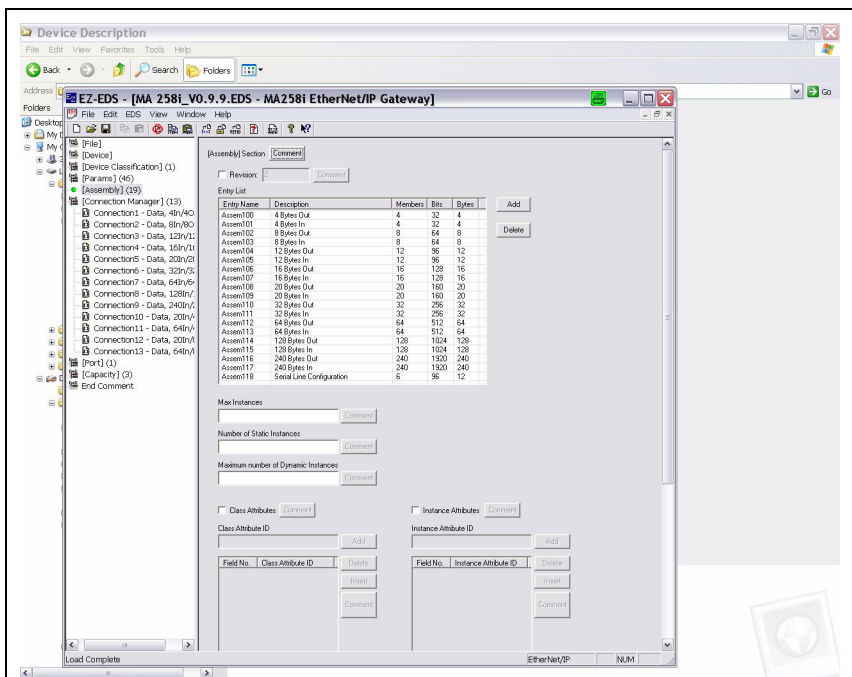 Device Description
File Edit View Favorites Tools Help
Back Search Folders
Address Go
Folders
EZ-EDS - [MA 258i_V0.9.9.EDS - MA258i EtherNet/IP Gateway]
File Edit EDS View Window Help
Desktop
[File]
[Device]
[Device Classification] (1)
[Params] (46)
[Assembly] (19)
[Connection Manager] (13)
Connection1 - Data, 4In/4O
Connection2 - Data, 8In/8O
Connection3 - Data, 12In/12
Connection4 - Data, 16In/16
Connection5 - Data, 20In/20
Connection6 - Data, 32In/32
Connection7 - Data, 64In/64
Connection8 - Data, 128In/
Connection9 - Data, 240In/2
Connection10 - Data, 20In/4
Connection11 - Data, 64In/4
Connection12 - Data, 20In/
Connection13 - Data, 64In/
[Port] (1)
[Capacity] (3)
End Comment
[Assembly] Section Comment
Revision: 2 Comment
Entry List
Entry Name Description Members Bits Bytes
Assem100 4 Bytes Out 4 32 4
Assem101 4 Bytes In 4 32 4
Assem102 8 Bytes Out 8 64 8
Assem103 8 Bytes In 8 64 8
Assem104 12 Bytes Out 12 96 12
Assem105 12 Bytes In 12 96 12
Assem106 16 Bytes Out 16 128 16
Assem107 16 Bytes In 16 128 16
Assem108 20 Bytes Out 20 160 20
Assem109 20 Bytes In 20 160 20
Assem110 32 Bytes Out 32 256 32
Assem111 32 Bytes In 32 256 32
Assem112 64 Bytes Out 64 512 64
Assem113 64 Bytes In 64 512 64
Assem114 128 Bytes Out 128 1024 128
Assem115 128 Bytes In 128 1024 128
Assem116 240 Bytes Out 240 1920 240
Assem117 240 Bytes In 240 1920 240
Assem118 Serial Line Configuration 6 96 12
Add
Delete
Max Instances
Comment
Number of Static Instances
Comment
Maximum number of Dynamic Instances
Comment
Class Attributes Comment Instance Attributes Comment
Class Attribute ID Instance Attribute ID
Add Add
Field No. Class Attribute ID Delete Field No. Instance Attribute ID Delete
Insert Insert
Comment Comment
Load Complete EtherNet/IP NUM